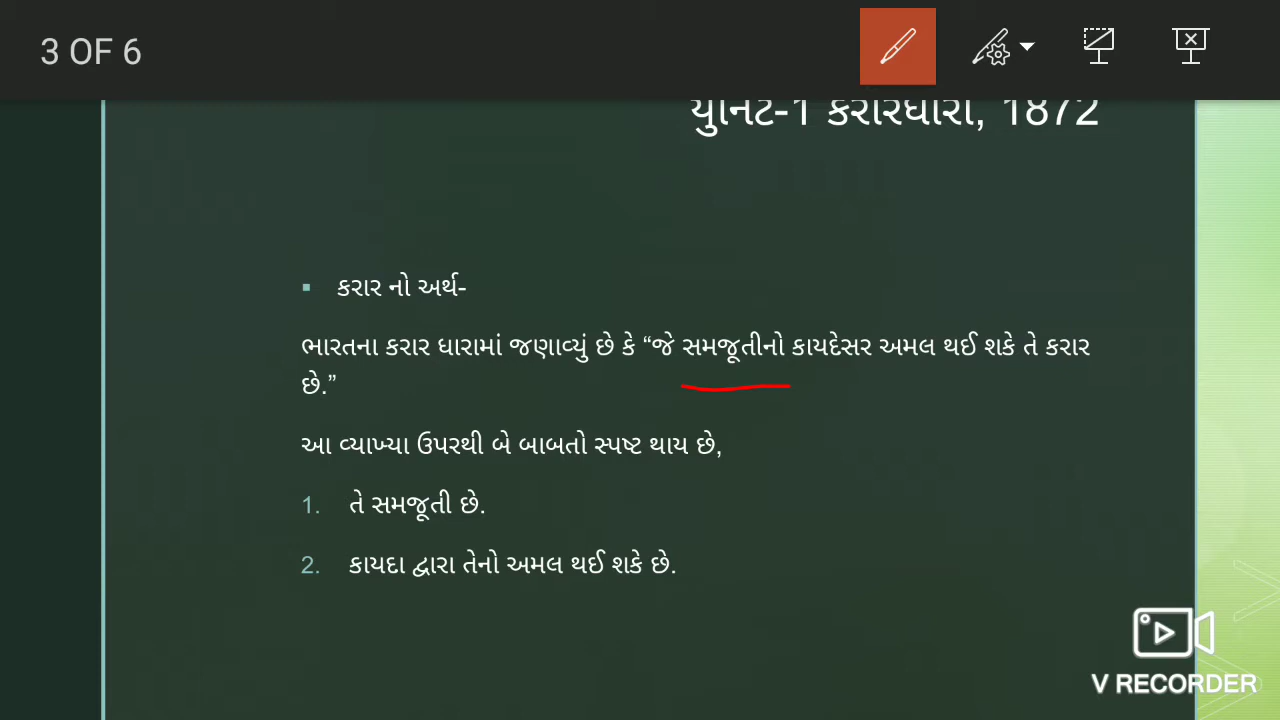 3 OF 6
યુનિટ-1 કરારધારો, 1872
▪ કરાર નો અર્થ-
ભારતના કરાર ધારામાં જણાવ્યું છે કે “જે સમજૂતીનો કાયદેસર અમલ થઈ શકે તે કરાર
છે.”
આ વ્યાખ્યા ઉપરથી બે બાબતો સ્પષ્ટ થાય છે,
1. તે સમજૂતી છે.
2. કાયદા દ્વારા તેનો અમલ થઈ શકે છે.
V RECORDER